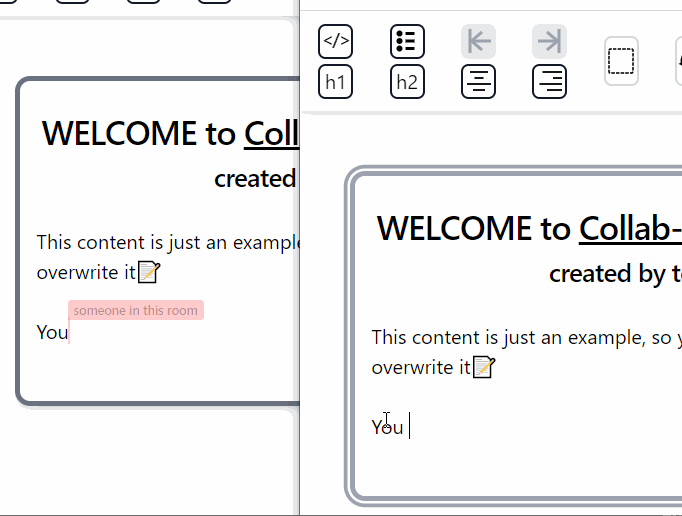 WELCOME to Coll
created
This content is just an example
overwrite it📝
someone in this room
You
</>
h1
h2
WELCOME to Collab-
created by t
This content is just an example, so y
overwrite it📝
You